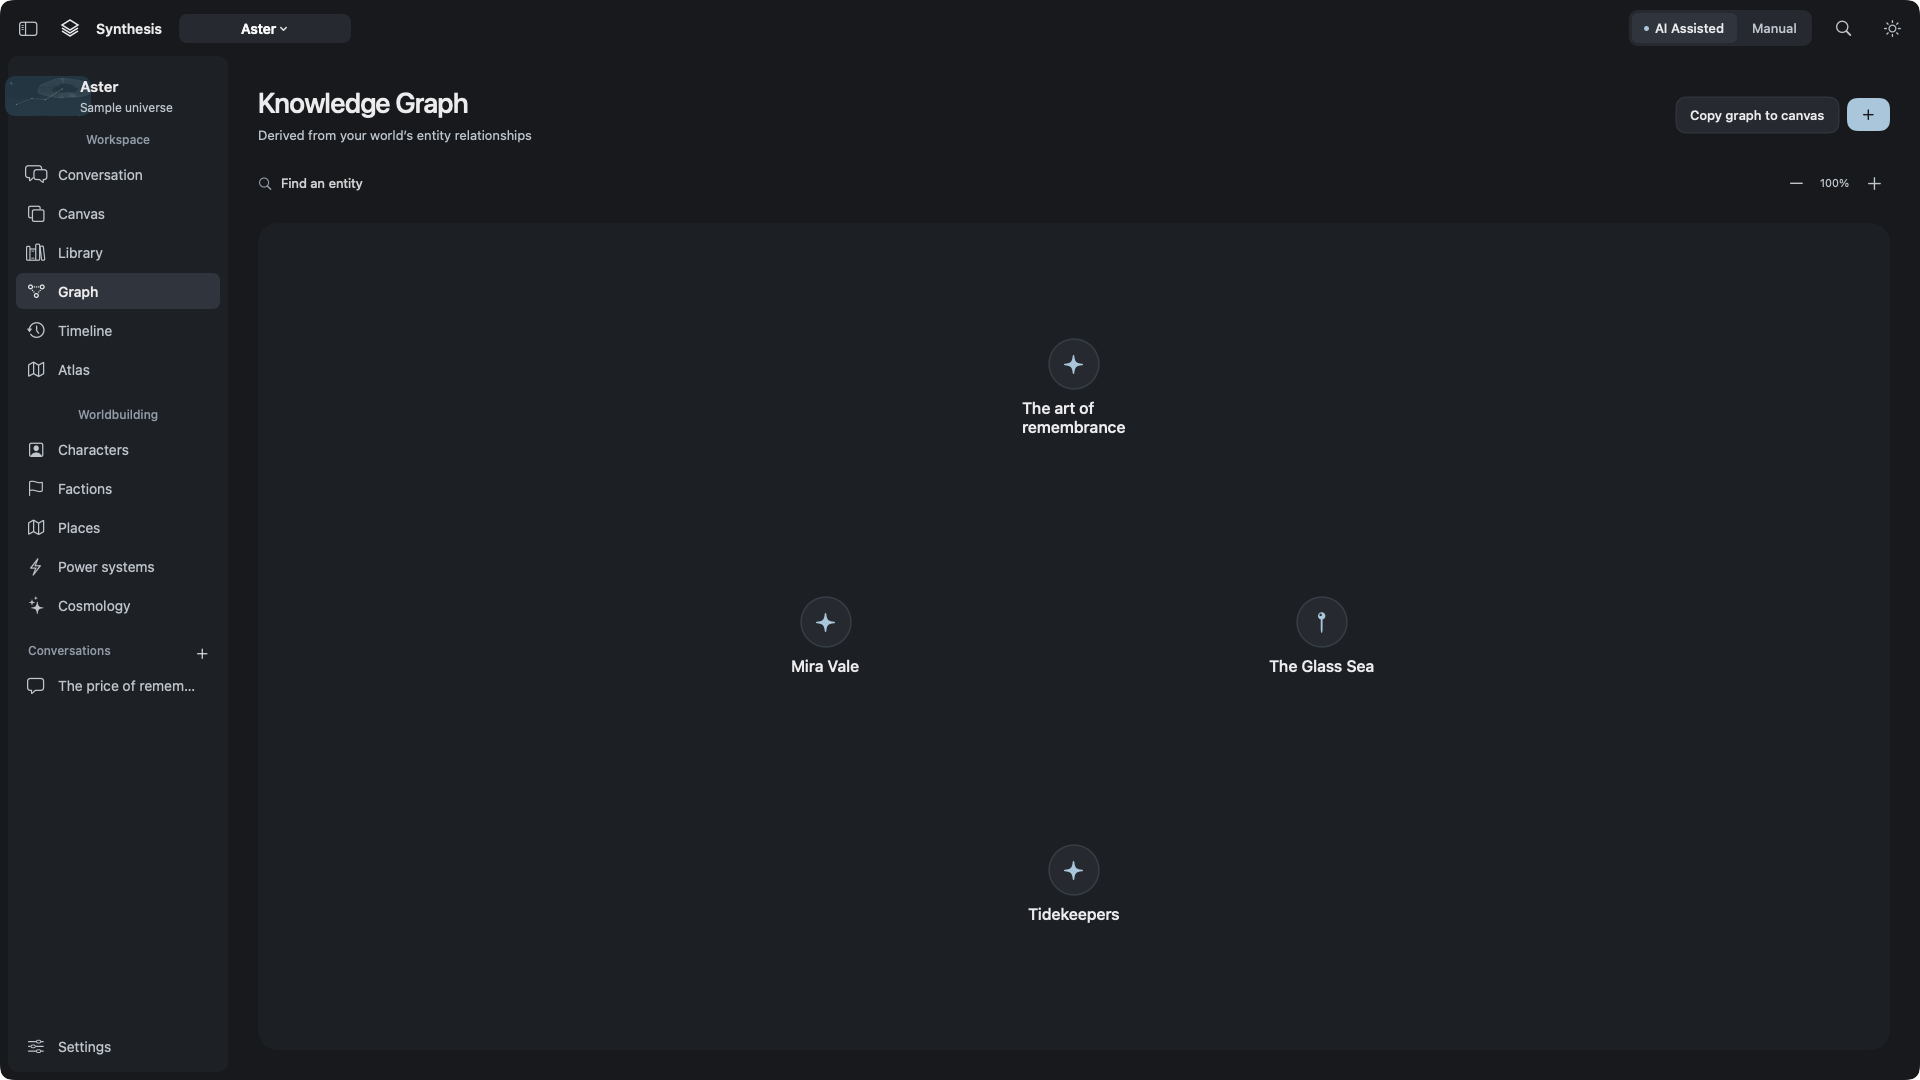 Synthesis
Aster
AI Assisted
Manual
Aster
Sample universe
Workspace
Conversation
Canvas
Library
Graph
Timeline
Atlas
Worldbuilding
Characters
Factions
Places
Power systems
Cosmology
Conversations
The price of remem...
Settings
Knowledge Graph
Derived from your world’s entity relationships
Copy graph to canvas
Find an entity
100%
The art of
remembrance
Mira Vale
The Glass Sea
Tidekeepers